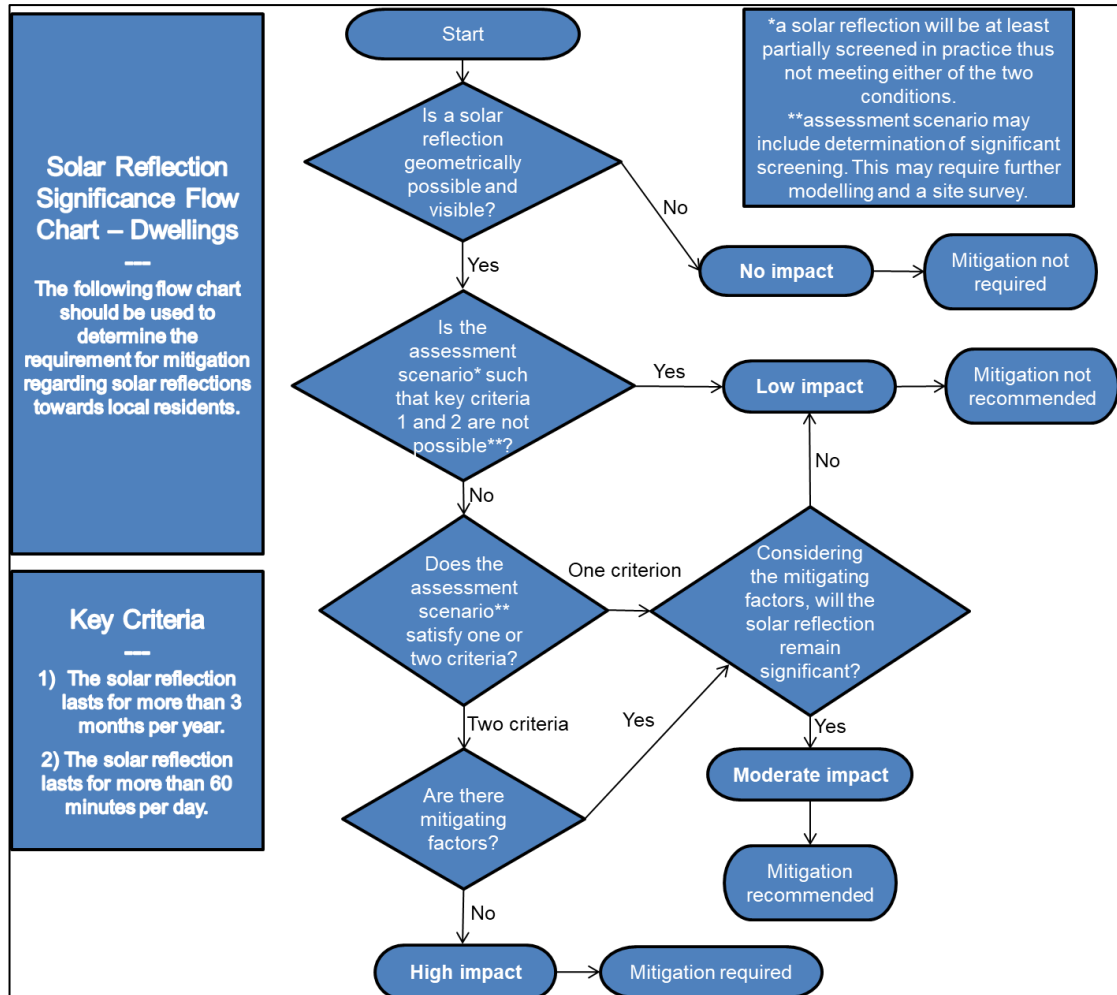 Solar Reflection
Significance Flow
Chart – Dwellings
---
The following flow chart
should be used to
determine the
requirement for mitigation
regarding solar reflections
towards local residents.
Key Criteria
---
1) The solar reflection
lasts for more than 3
months per year.
2) The solar reflection
lasts for more than 60
minutes per day.
Start
*a solar reflection will be at least
partially screened in practice thus
not meeting either of the two
conditions.
**assessment scenario may
include determination of significant
screening. This may require further
modelling and a site survey.
Is a solar
reflection
geometrically
possible and
visible?
No
No impact
Mitigation not
required
Yes
Is the
assessment
scenario* such
that key criteria
1 and 2 are not
possible**?
Yes
Low impact
Mitigation not
recommended
No
No
Does the
assessment
scenario**
satisfy one or
two criteria?
One criterion
Considering
the mitigating
factors, will the
solar reflection
remain
significant?
Two criteria
Yes
Yes
Are there
mitigating
factors?
Moderate impact
Mitigation
recommended
No
High impact
Mitigation required